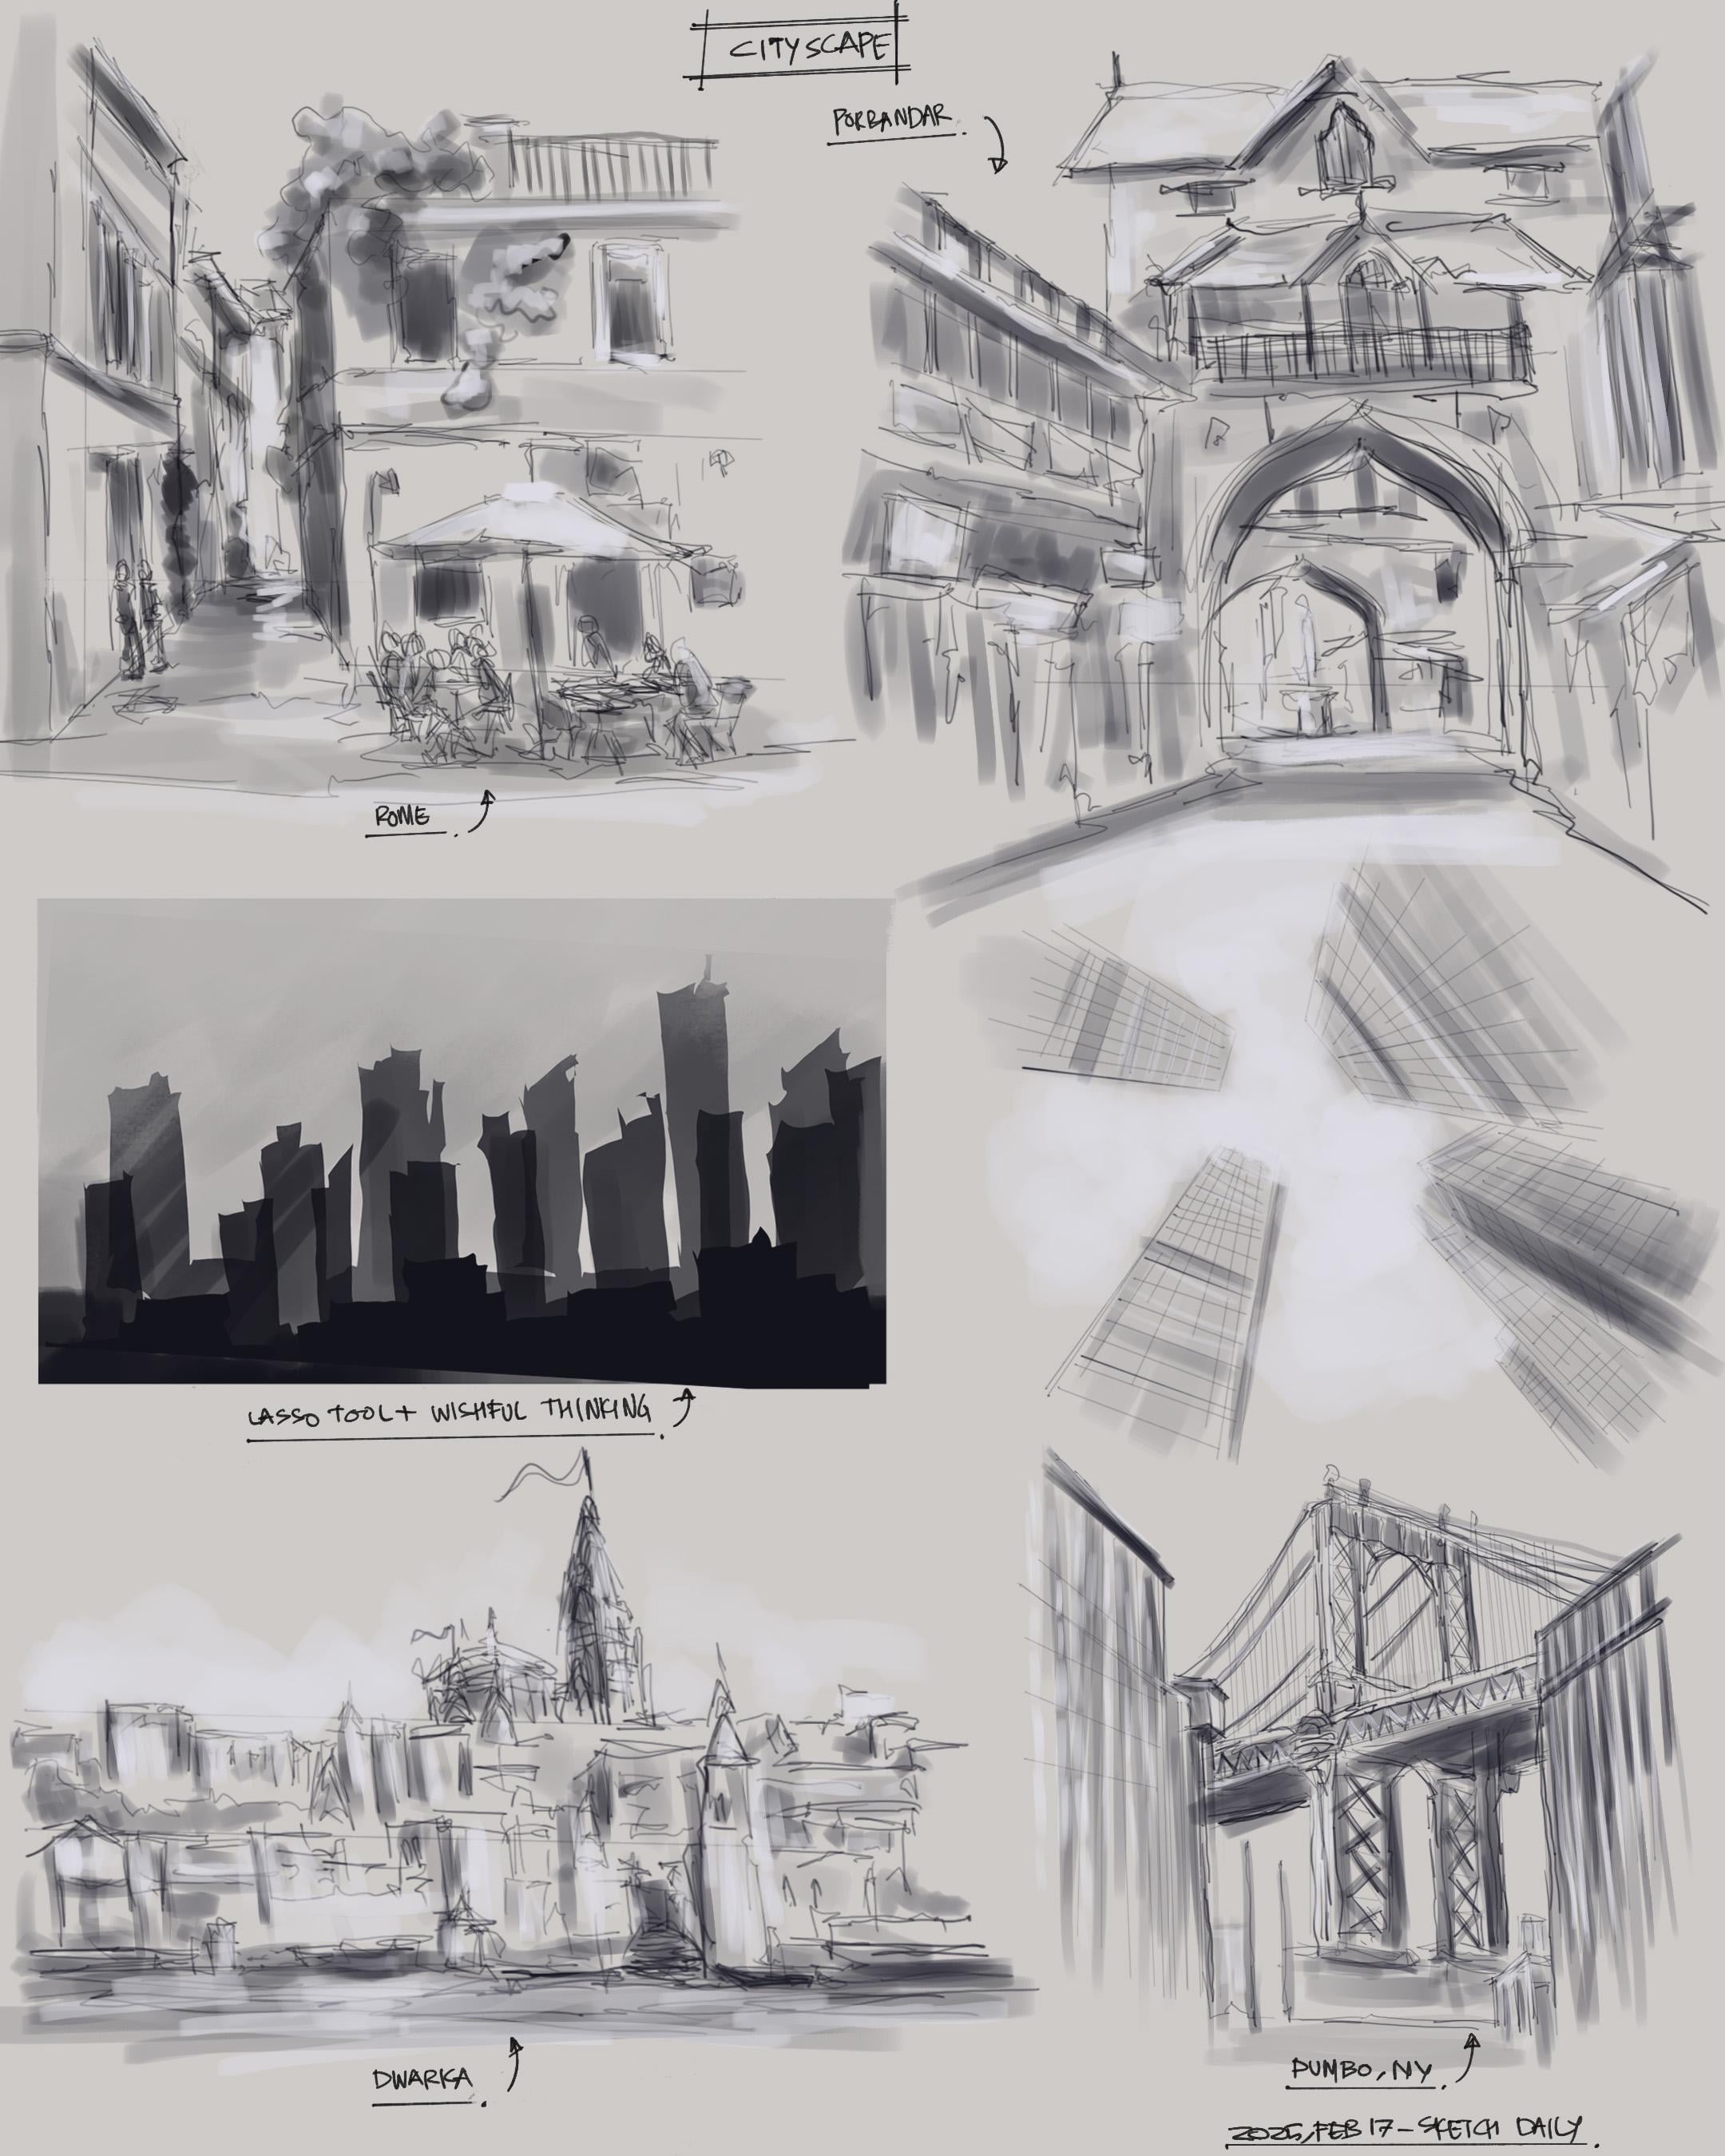 CITYSCAPE
PORBANDAR.
ROME.
LASSO TOOL + WISHFUL THINKING.
DWARKA.
DUMBO, NY.
2025, FEB 17 - SKETCH DAILY.